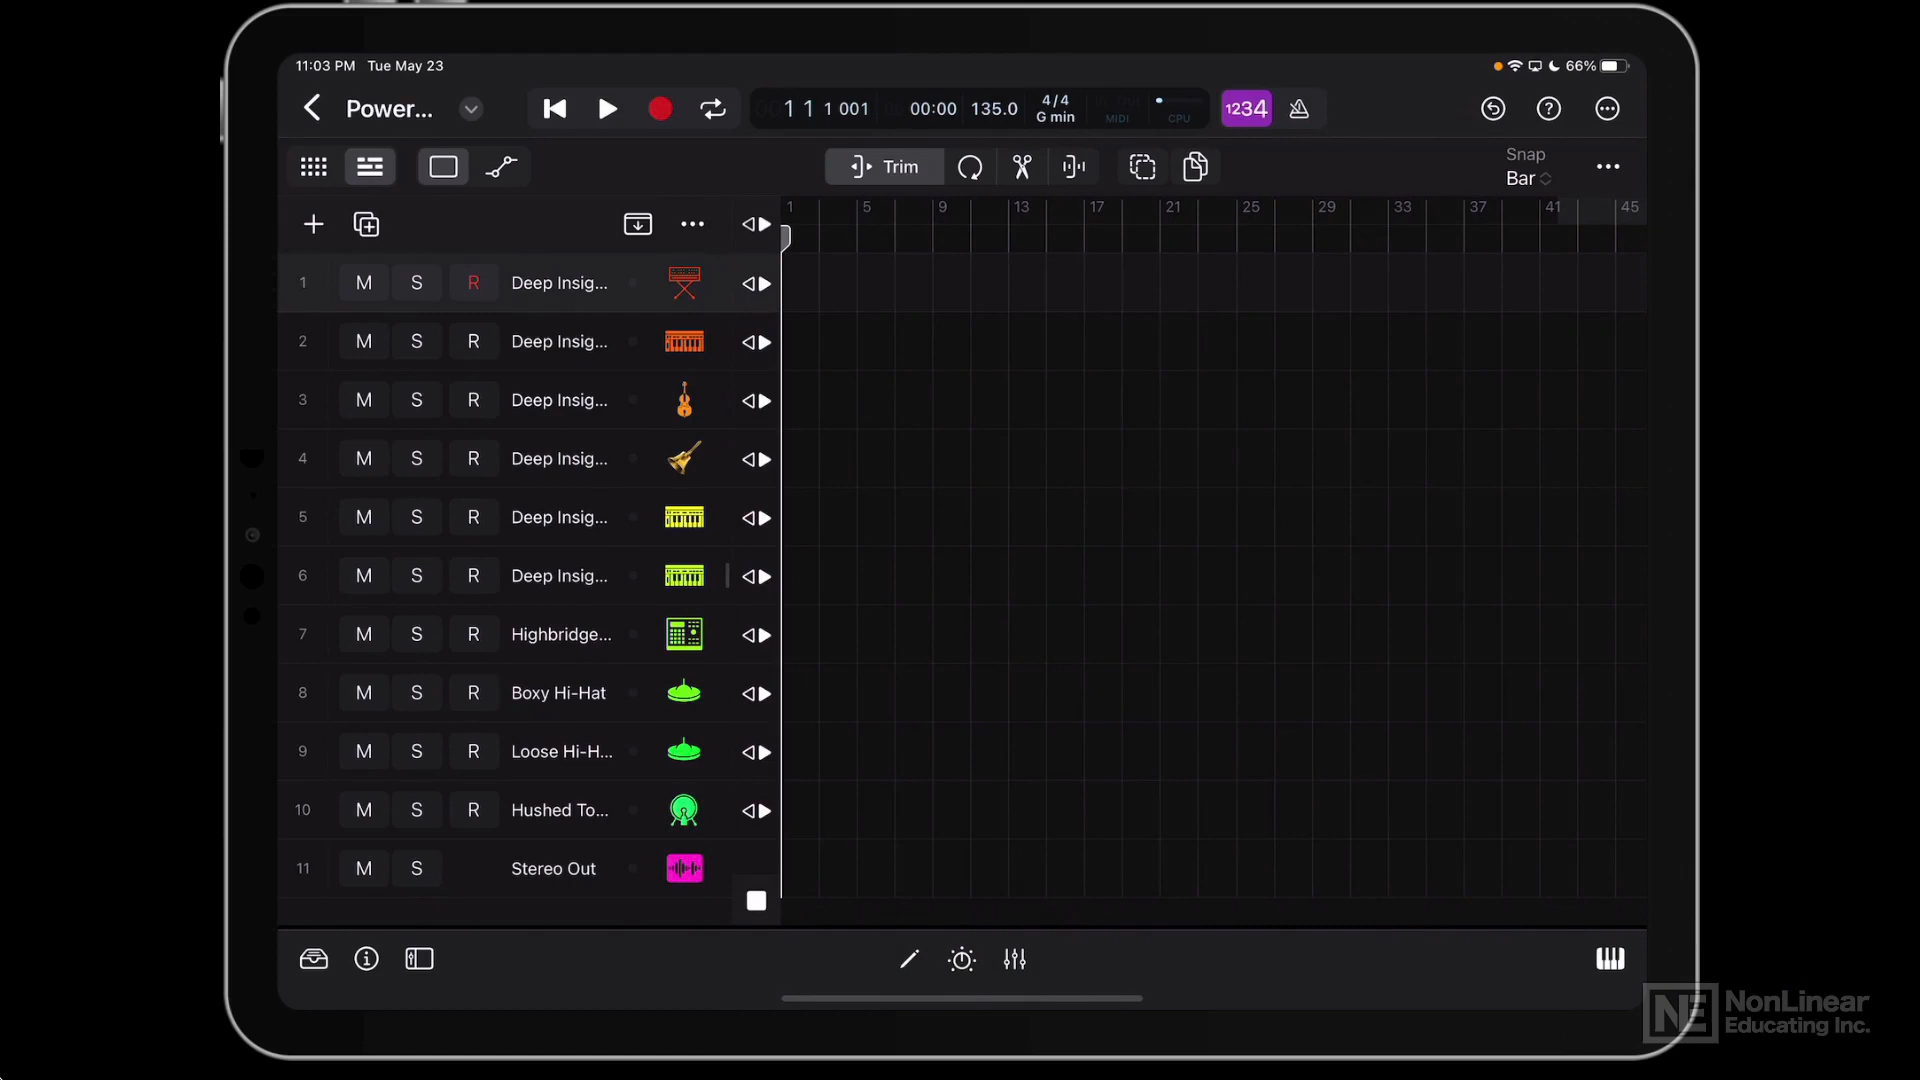 11:03 PM Tue May 23
66%
Power...
1 1 1 001
00:00
135.0
4/4
G min
MIDI
CPU
1234
Trim
Snap
Bar
1 5 9 13 17 21 25 29 33 37 41 45
1 M S R Deep Insig...
2 M S R Deep Insig...
3 M S R Deep Insig...
4 M S R Deep Insig...
5 M S R Deep Insig...
6 M S R Deep Insig...
7 M S R Highbridge...
8 M S R Boxy Hi-Hat
9 M S R Loose Hi-H...
10 M S R Hushed To...
11 M S Stereo Out
NE NonLinear
Educating Inc.